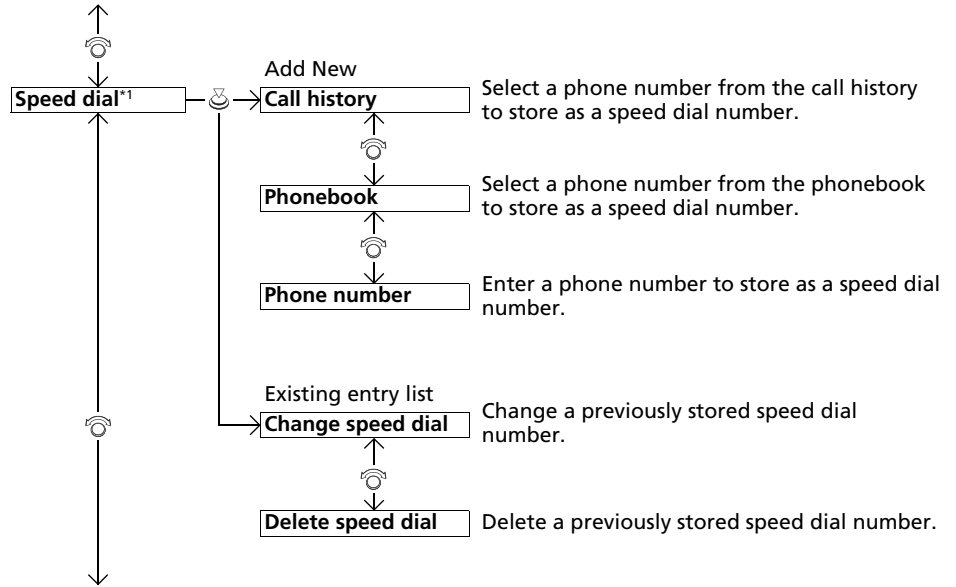 Add New
Speed dial*1
Call history
Select a phone number from the call history
to store as a speed dial number.
Phonebook
Select a phone number from the phonebook
to store as a speed dial number.
Phone number
Enter a phone number to store as a speed dial
number.
Existing entry list
Change speed dial
Change a previously stored speed dial
number.
Delete speed dial
Delete a previously stored speed dial number.